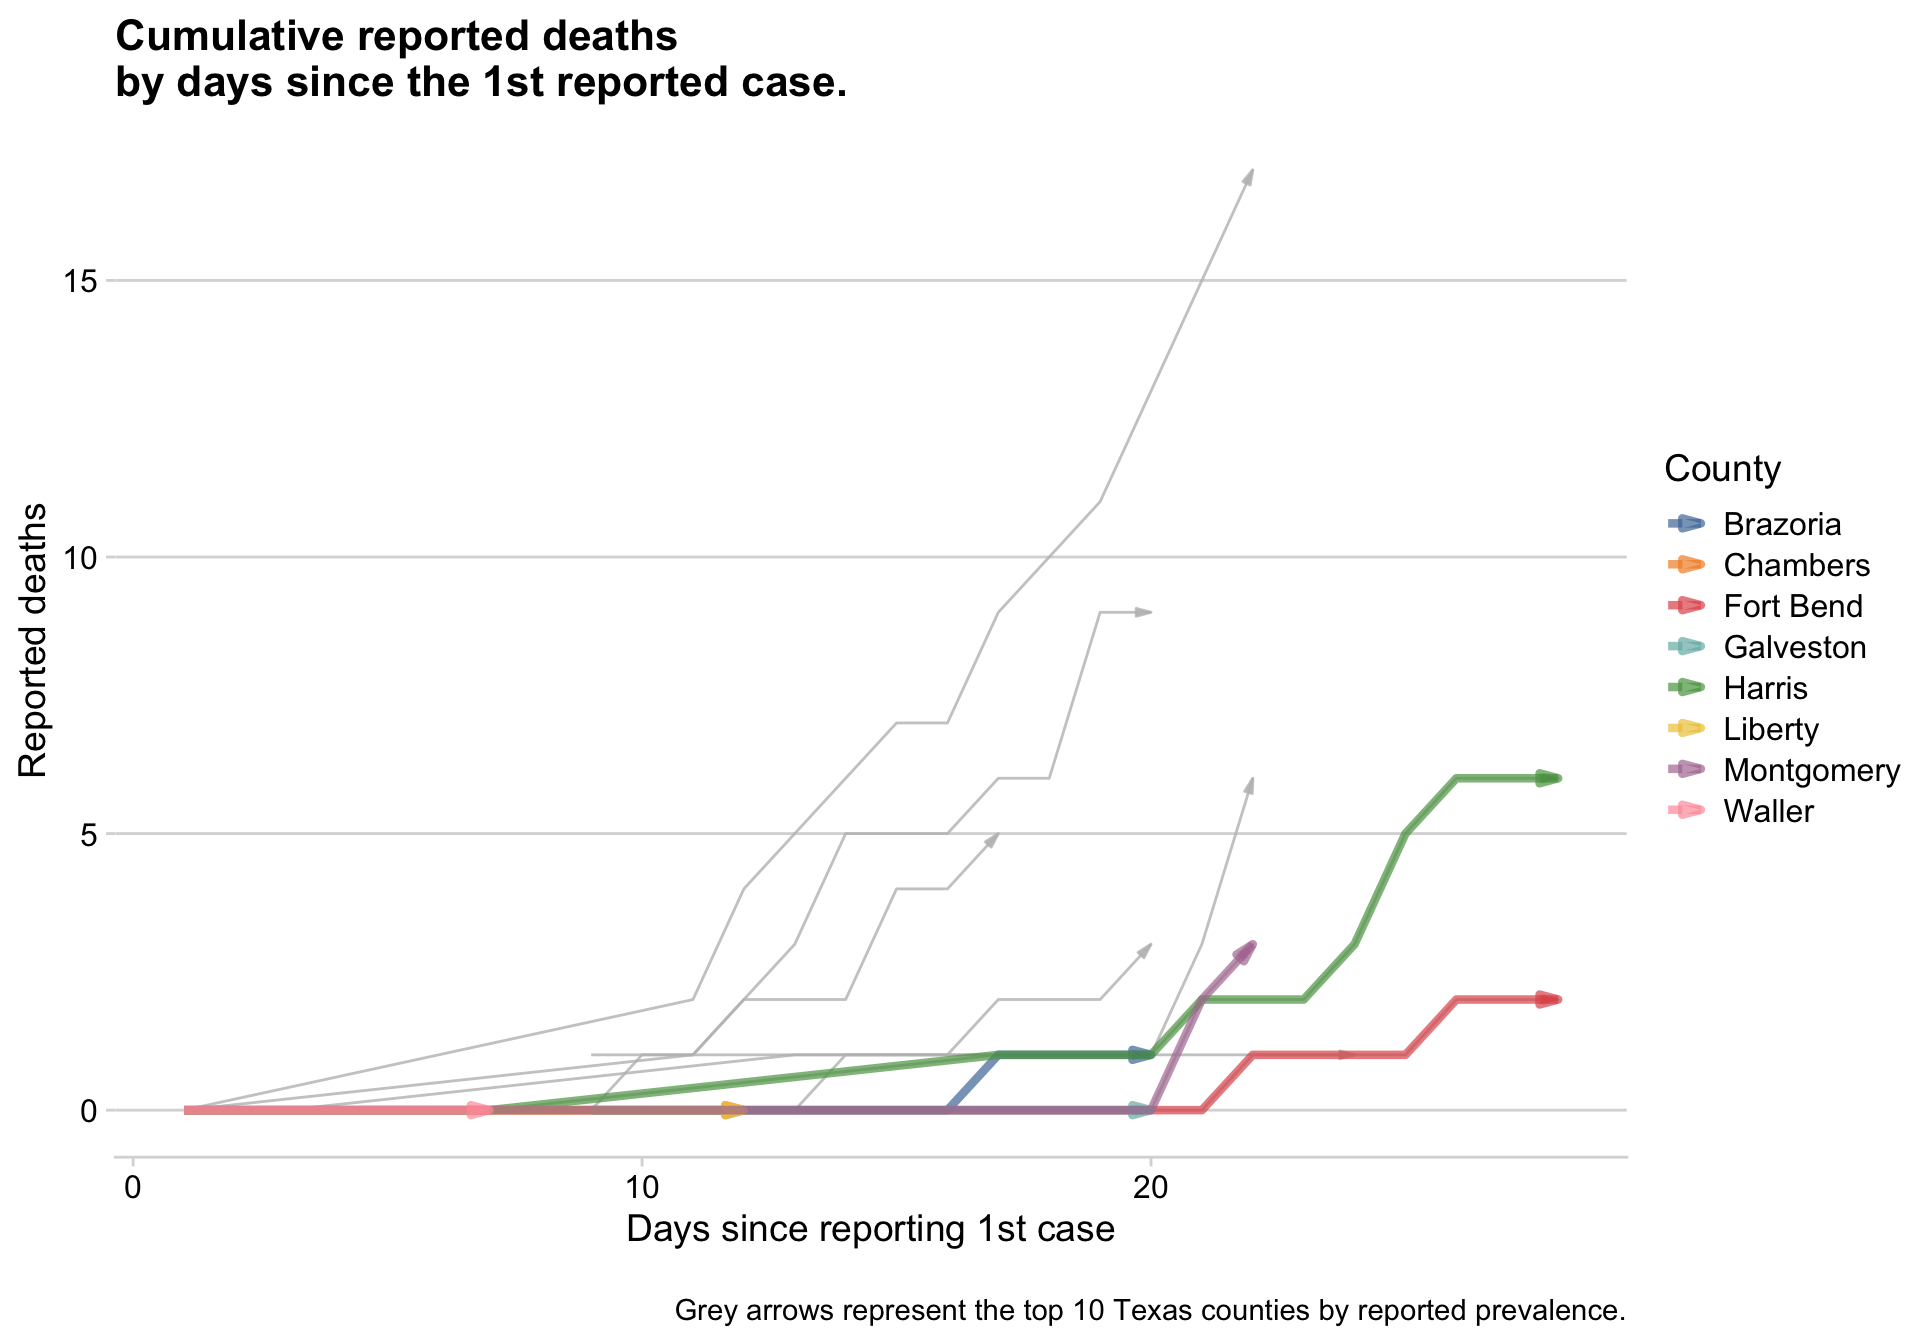 Cumulative reported deaths
by days since the 1st reported case.
15
10
5
0
Reported deaths
0
10
20
Days since reporting 1st case
County
Brazoria
Chambers
Fort Bend
Galveston
Harris
Liberty
Montgomery
Waller
Grey arrows represent the top 10 Texas counties by reported prevalence.